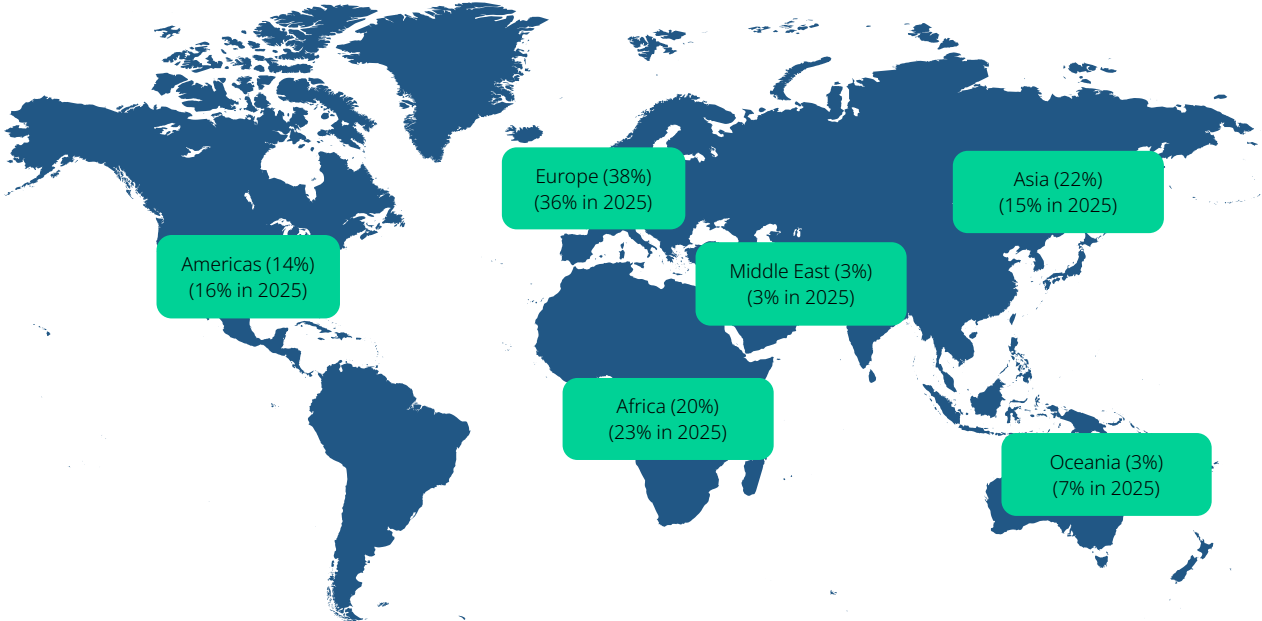 Europe (38%)
(36% in 2025)
Asia (22%)
(15% in 2025)
Americas (14%)
(16% in 2025)
Middle East (3%)
(3% in 2025)
Africa (20%)
(23% in 2025)
Oceania (3%)
(7% in 2025)